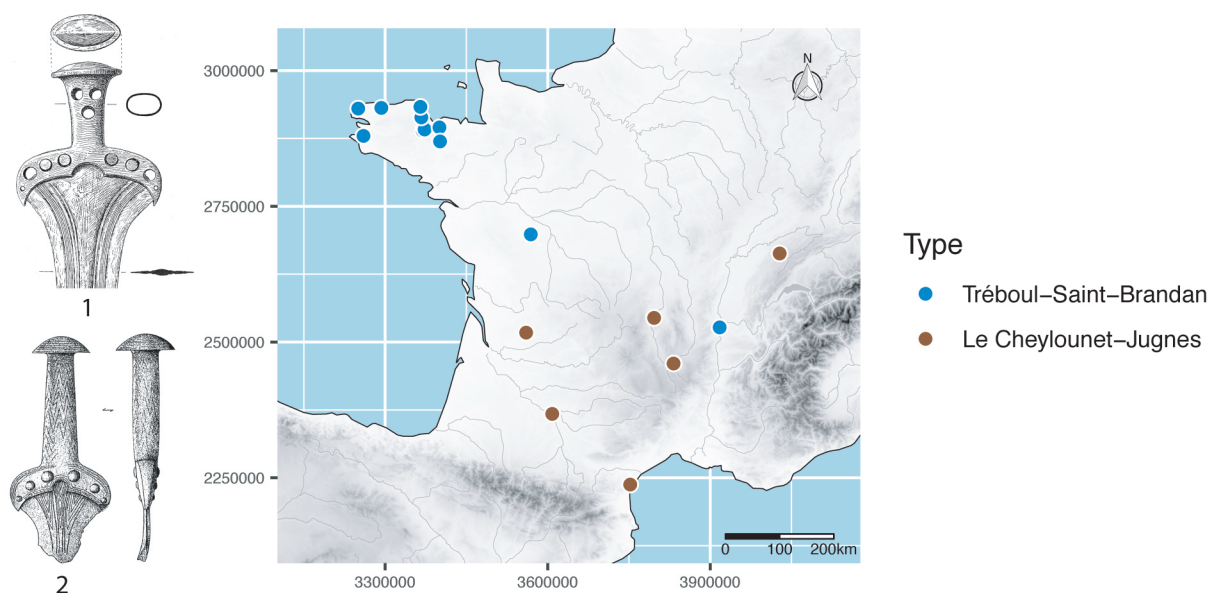 1
2
3000000
2750000
2500000
2250000
3300000
3600000
3900000
N
0 100 200km
Type
Tréboul−Saint−Brandan
Le Cheylounet−Jugnes